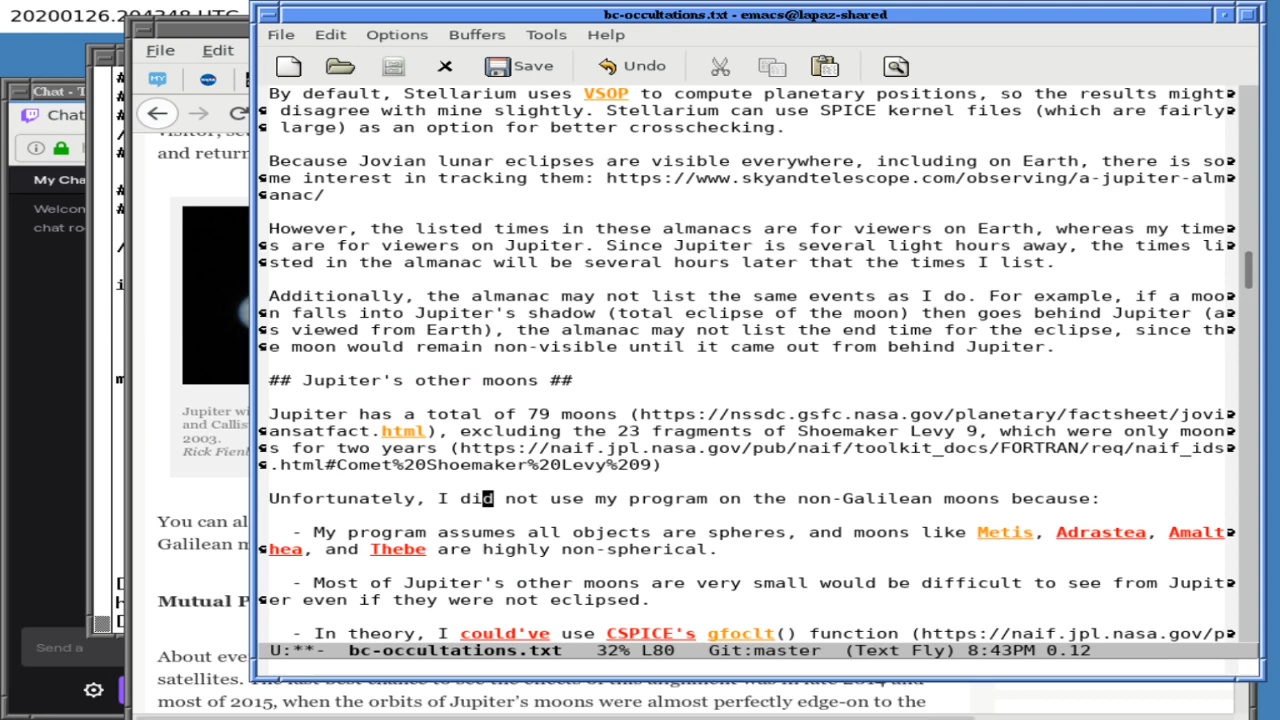 20200126.204348 UTC
bc-occultations.txt - emacs@lapaz-shared
File Edit Options Buffers Tools Help
Save Undo
By default, Stellarium uses VSOP to compute planetary positions, so the results might
disagree with mine slightly. Stellarium can use SPICE kernel files (which are fairly
large) as an option for better crosschecking.
Because Jovian lunar eclipses are visible everywhere, including on Earth, there is so
me interest in tracking them: https://www.skyandtelescope.com/observing/a-jupiter-alm
anac/
However, the listed times in these almanacs are for viewers on Earth, whereas my time
s are for viewers on Jupiter. Since Jupiter is several light hours away, the times li
sted in the almanac will be several hours later that the times I list.
Additionally, the almanac may not list the same events as I do. For example, if a moo
n falls into Jupiter's shadow (total eclipse of the moon) then goes behind Jupiter (a
s viewed from Earth), the almanac may not list the end time for the eclipse, since th
e moon would remain non-visible until it came out from behind Jupiter.
## Jupiter's other moons ##
Jupiter has a total of 79 moons (https://nssdc.gsfc.nasa.gov/planetary/factsheet/jovi
ansatfact.html), excluding the 23 fragments of Shoemaker Levy 9, which were only moon
s for two years (https://naif.jpl.nasa.gov/pub/naif/toolkit_docs/FORTRAN/req/naif_ids
.html#Comet%20Shoemaker%20Levy%209)
Unfortunately, I did not use my program on the non-Galilean moons because:
- My program assumes all objects are spheres, and moons like Metis, Adrastea, Amalt
hea, and Thebe are highly non-spherical.
- Most of Jupiter's other moons are very small would be difficult to see from Jupit
er even if they were not eclipsed.
- In theory, I could've use CSPICE's gfoclt() function (https://naif.jpl.nasa.gov/p
U:**- bc-occultations.txt 32% L80 Git:master (Text Fly) 8:43PM 0.12
File Edit
MY
and return
Jupiter wi
and Callis
2003.
Rick Fien
You can al
Galilean m
Mutual P
About eve
satellites.
most of 2015, when the orbits of Jupiter's moons were almost perfectly edge-on to the
Chat - T
Chat
My Cha
Welcom
chat ro
Send a